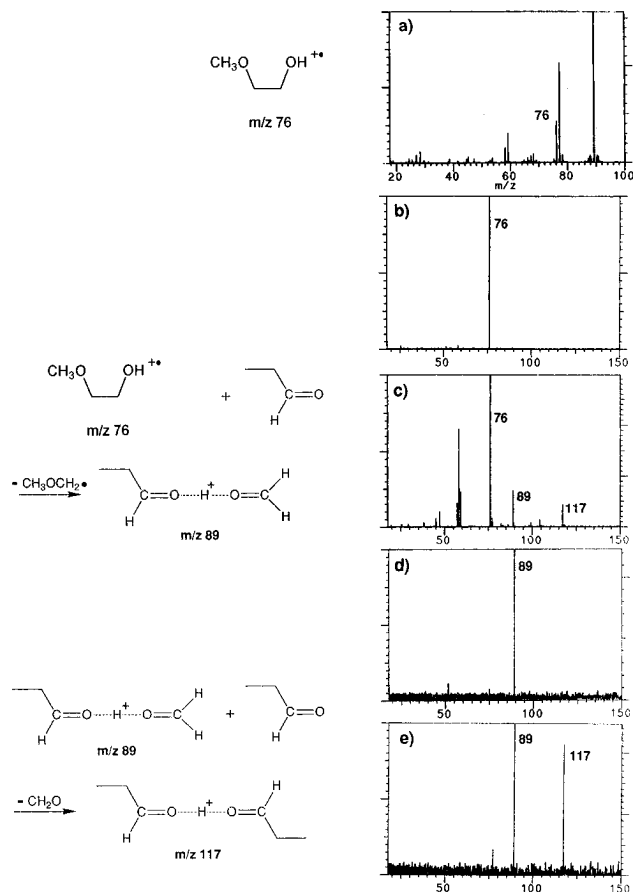 a)
CH₃O OH +•
m/z 76
76
20 40 60 80 100
m/z
b)
76
50 100 150
CH₃O OH +•
+
H O
m/z 76
c)
76
89
117
50 100 150
- CH₃OCH₂•
H O H + O H H
m/z 89
d)
89
50 100 150
H O H + O H H
+
H O
m/z 89
e)
89
117
50 100 150
- CH₂O
H O H + O H
m/z 117